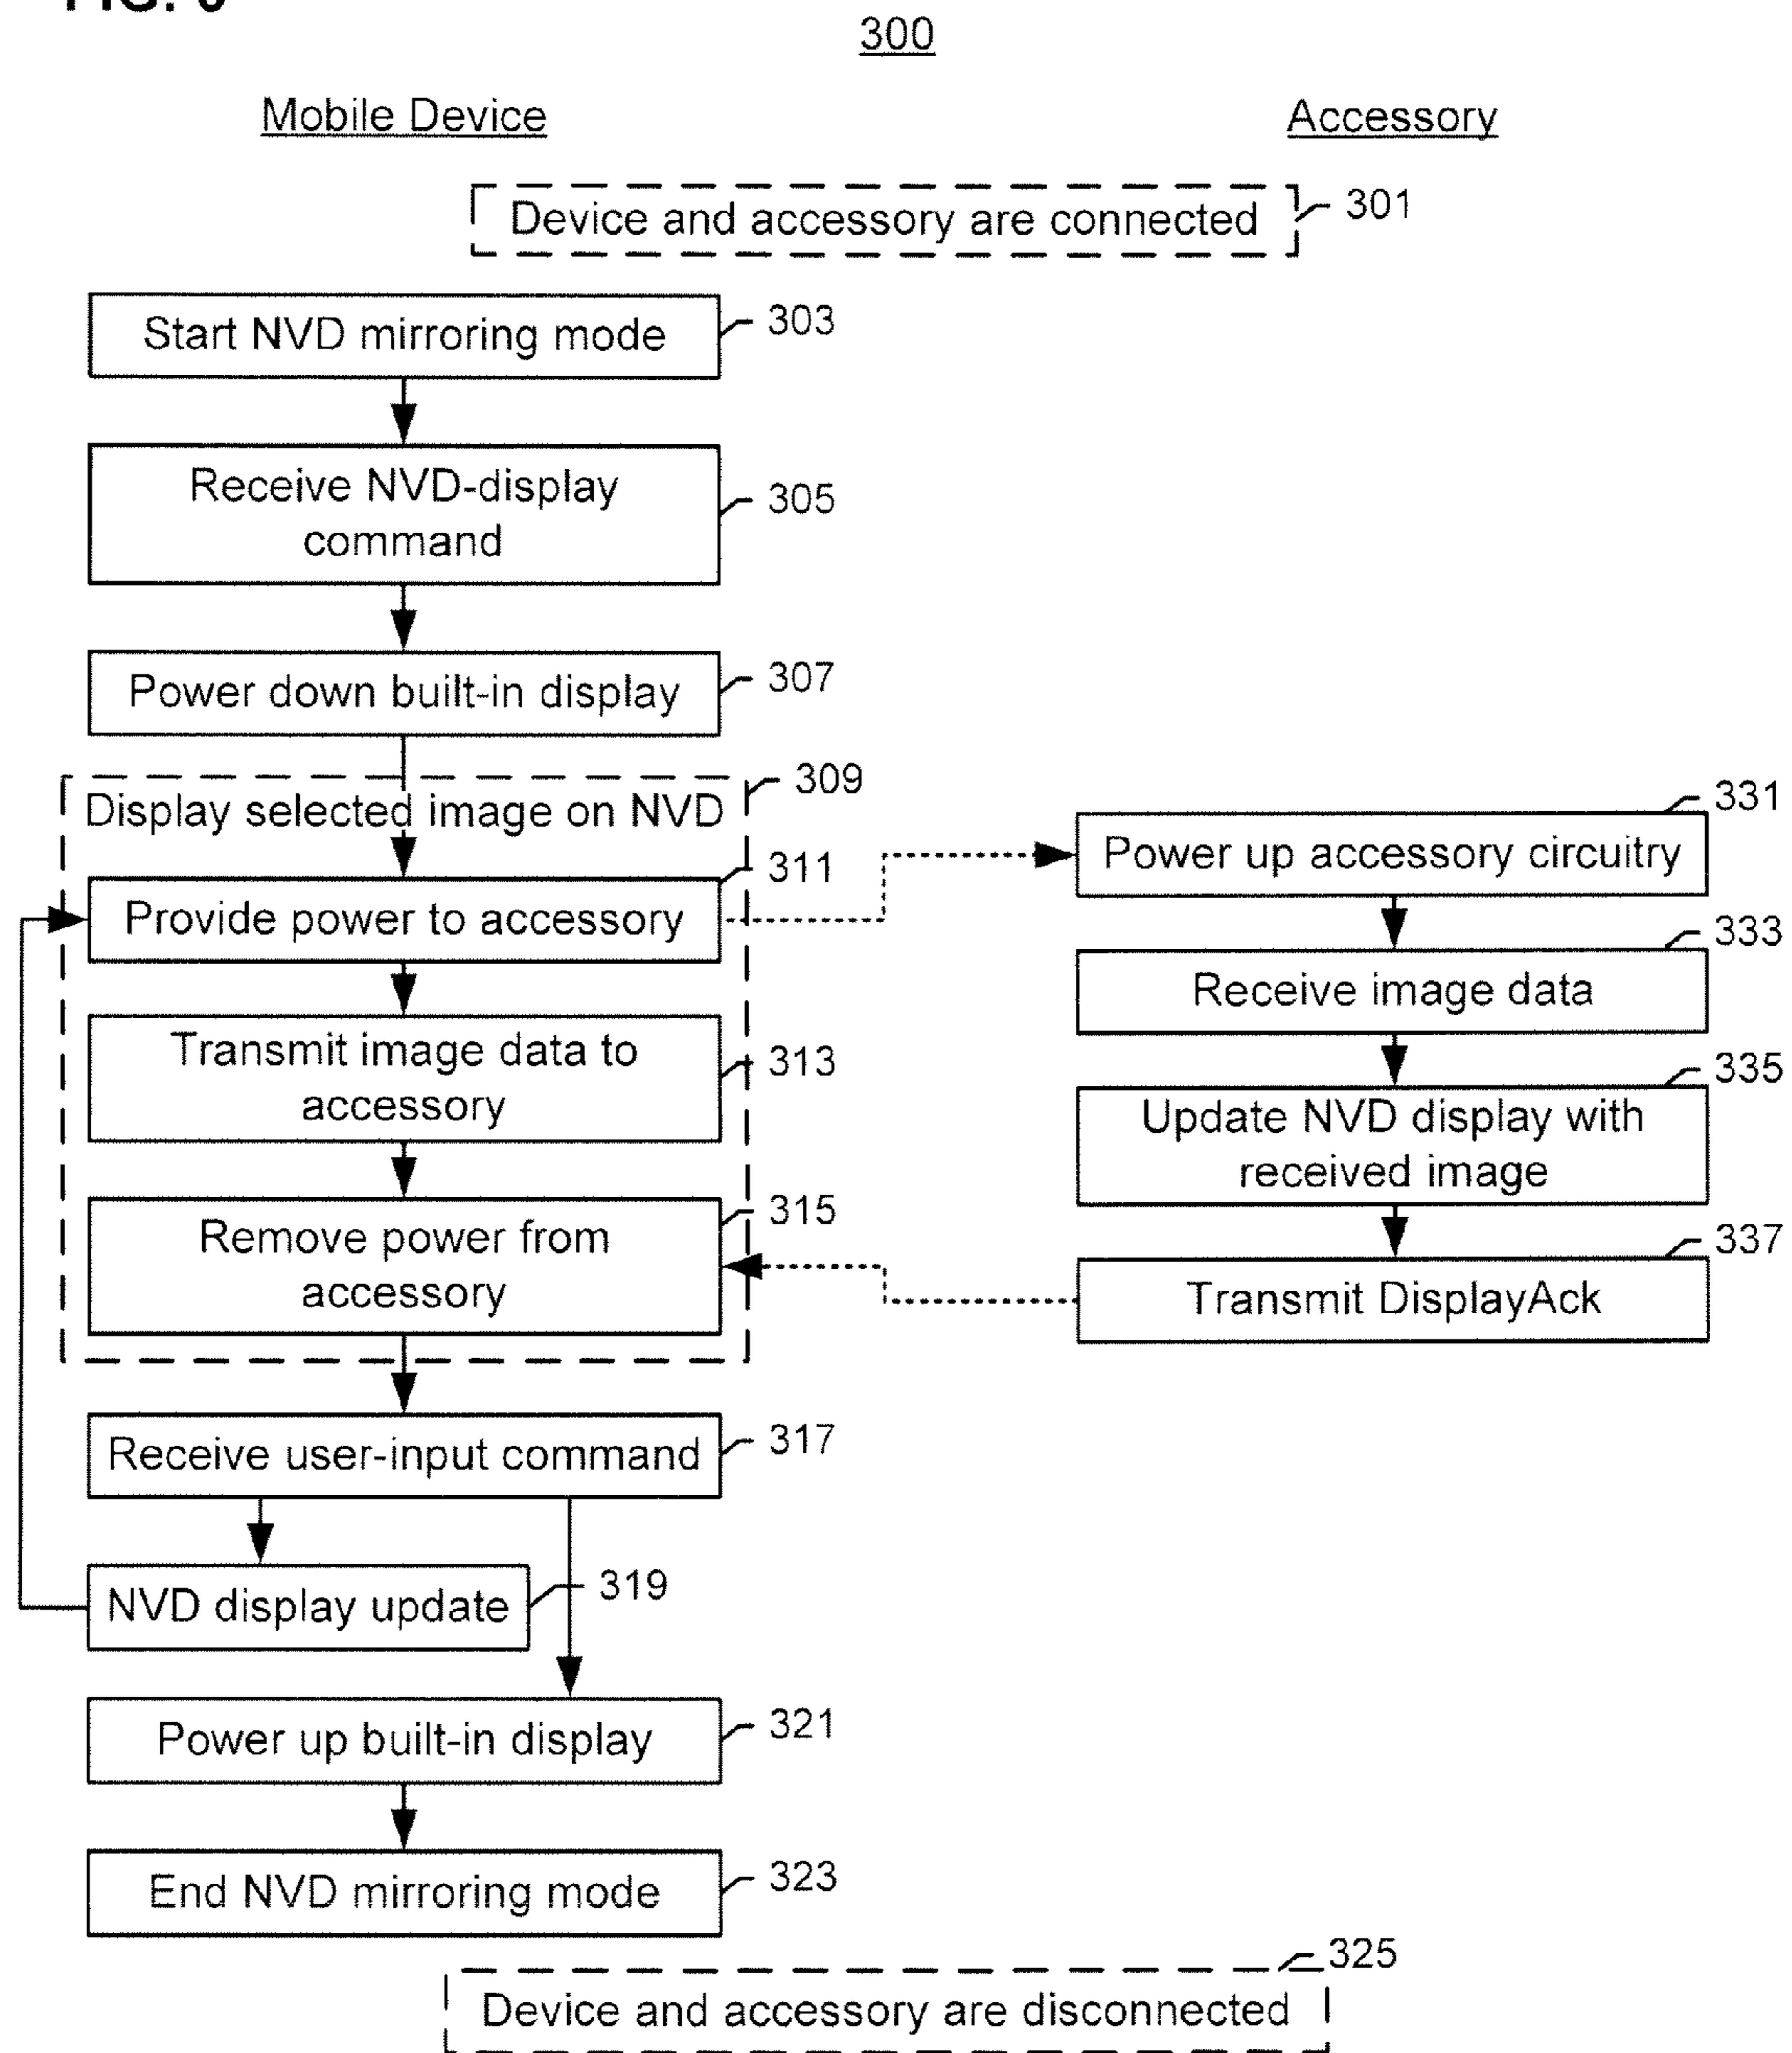 300
Mobile Device
Accessory
Device and accessory are connected
301
Start NVD mirroring mode
303
Receive NVD-display
command
305
Power down built-in display
307
309
Display selected image on NVD
311
Provide power to accessory
Transmit image data to
accessory
313
315
Remove power from
accessory
331
Power up accessory circuitry
333
Receive image data
335
Update NVD display with
received image
337
Transmit DisplayAck
Receive user-input command
317
NVD display update
319
Power up built-in display
321
End NVD mirroring mode
323
325
Device and accessory are disconnected